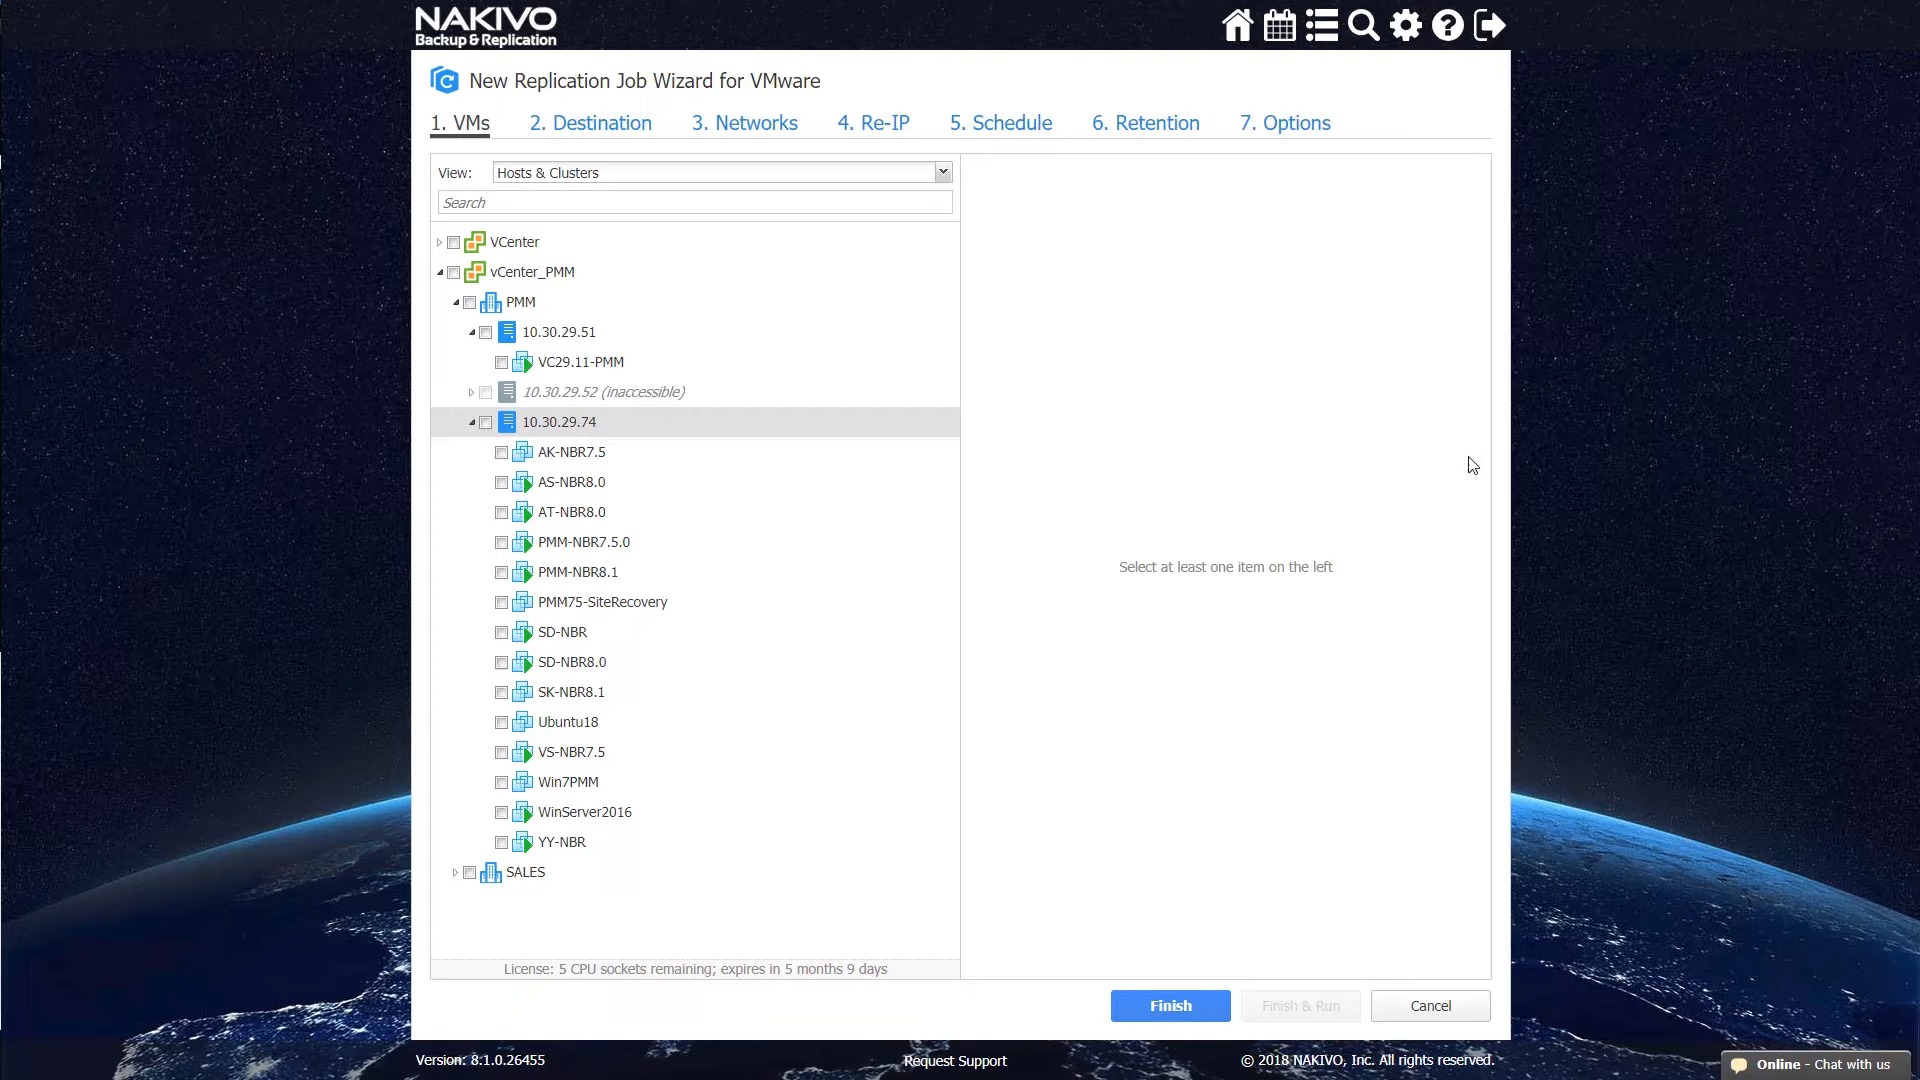 NAKIVO
Backup & Replication
New Replication Job Wizard for VMware
1. VMs 2. Destination 3. Networks 4. Re-IP 5. Schedule 6. Retention 7. Options
View: Hosts & Clusters
Search
VCenter
vCenter_PMM
PMM
10.30.29.51
VC29.11-PMM
10.30.29.52 (inaccessible)
10.30.29.74
AK-NBR7.5
AS-NBR8.0
AT-NBR8.0
PMM-NBR7.5.0
PMM-NBR8.1
Select at least one item on the left
PMM75-SiteRecovery
SD-NBR
SD-NBR8.0
SK-NBR8.1
Ubuntu18
VS-NBR7.5
Win7PMM
WinServer2016
YY-NBR
SALES
License: 5 CPU sockets remaining; expires in 5 months 9 days
Finish Finish & Run Cancel
Version: 8.1.0.26455 Request Support © 2018 NAKIVO, Inc. All rights reserved.
Online - Chat with us